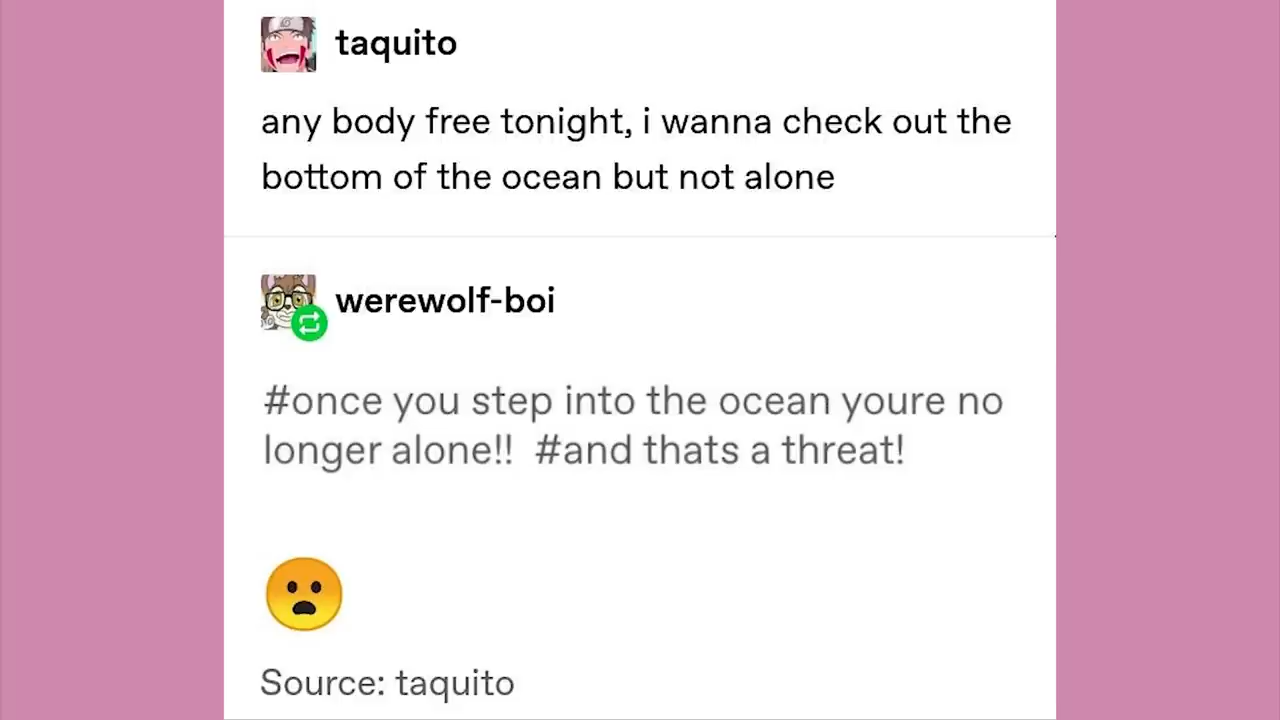 taquito
any body free tonight, i wanna check out the
bottom of the ocean but not alone
werewolf-boi
#once you step into the ocean youre no
longer alone!! #and thats a threat!
😦
Source: taquito